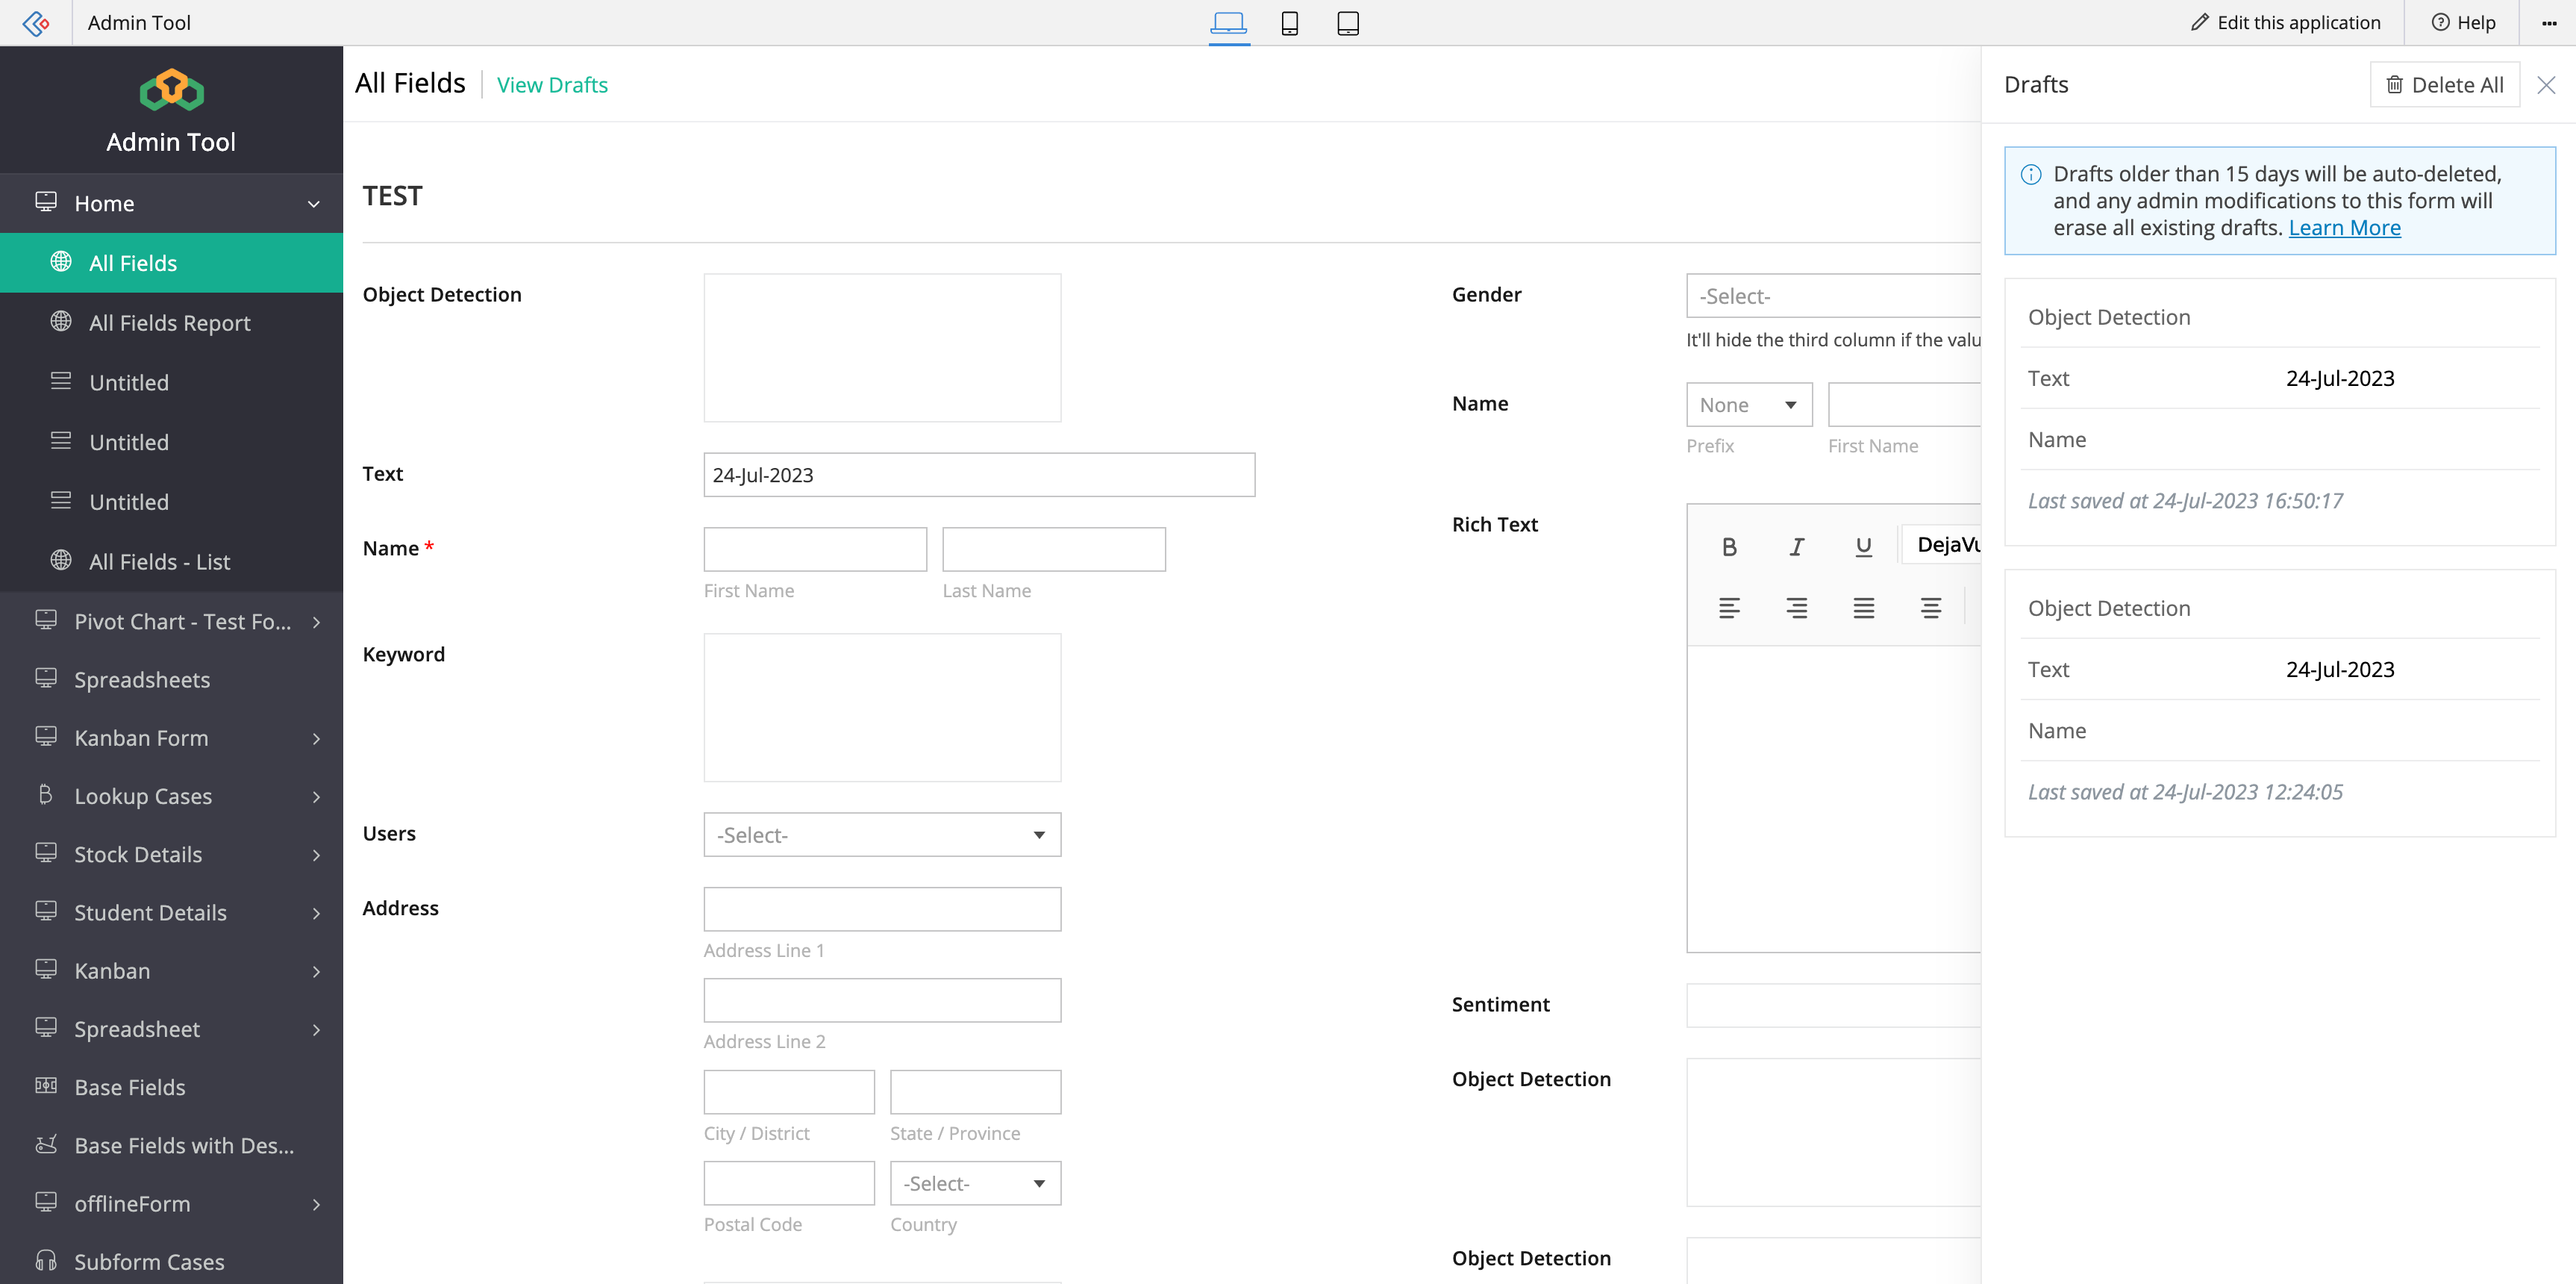 Admin Tool
Edit this application
Help
Admin Tool
Home
All Fields
All Fields Report
Untitled
Untitled
Untitled
All Fields - List
Pivot Chart - Test Fo...
Spreadsheets
Kanban Form
Lookup Cases
Stock Details
Student Details
Kanban
Spreadsheet
Base Fields
Base Fields with Des...
offlineForm
Subform Cases
All Fields
View Drafts
TEST
Object Detection
Text
24-Jul-2023
Name *
First Name
Last Name
Keyword
Users
-Select-
Address
Address Line 1
Address Line 2
City / District
State / Province
Postal Code
-Select-
Country
Gender
-Select-
It'll hide the third column if the valu
Name
None
Prefix
First Name
Rich Text
B I U DejaVu
Sentiment
Object Detection
Object Detection
Drafts
Delete All
Drafts older than 15 days will be auto-deleted,
and any admin modifications to this form will
erase all existing drafts. Learn More
Object Detection
Text 24-Jul-2023
Name
Last saved at 24-Jul-2023 16:50:17
Object Detection
Text 24-Jul-2023
Name
Last saved at 24-Jul-2023 12:24:05